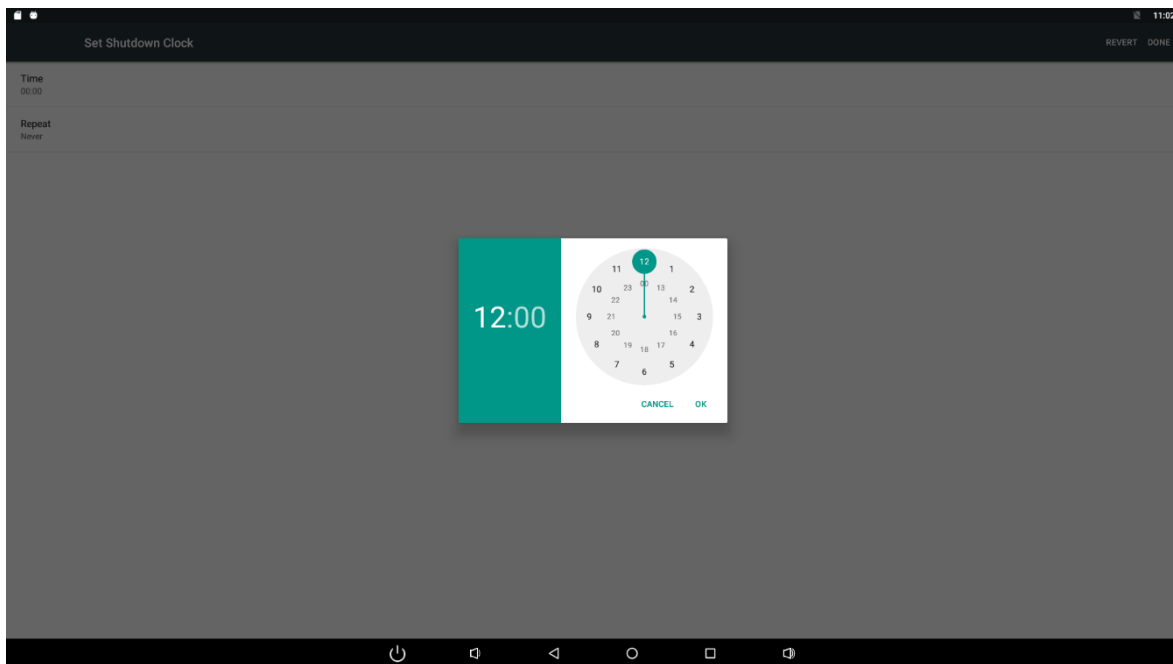 11:02
Set Shutdown Clock
REVERT DONE
Time
00:00
Repeat
Never
12:00
12
11 1
00
23 13
10 2
22 14
9 21 15 3
20 16
8 4
19 17
18
7 5
6
CANCEL OK